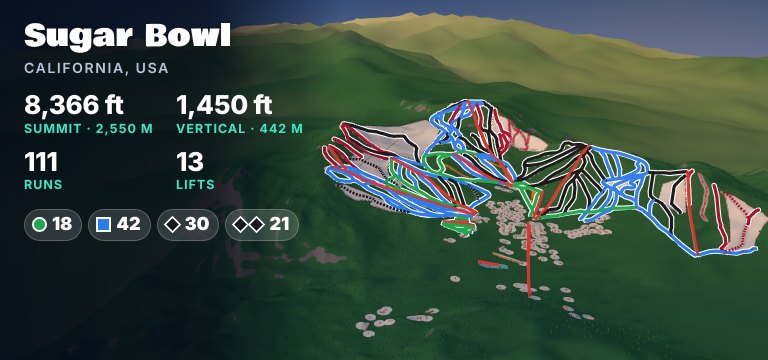 Sugar Bowl
CALIFORNIA, USA
8,366 ft 1,450 ft
SUMMIT · 2,550 M VERTICAL · 442 M
111 13
RUNS LIFTS
18 42 30 21